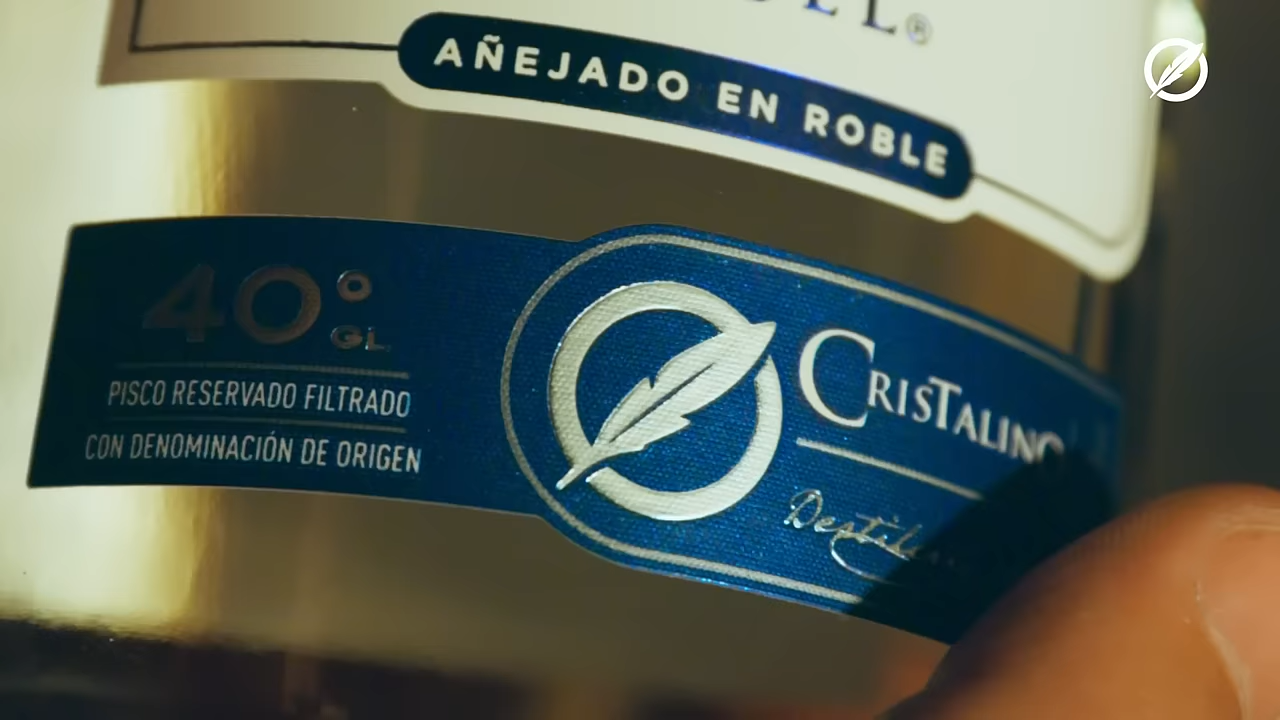 AÑEJADO EN ROBLE
40°
GL
PISCO RESERVADO FILTRADO
CON DENOMINACIÓN DE ORIGEN
CRISTALINO